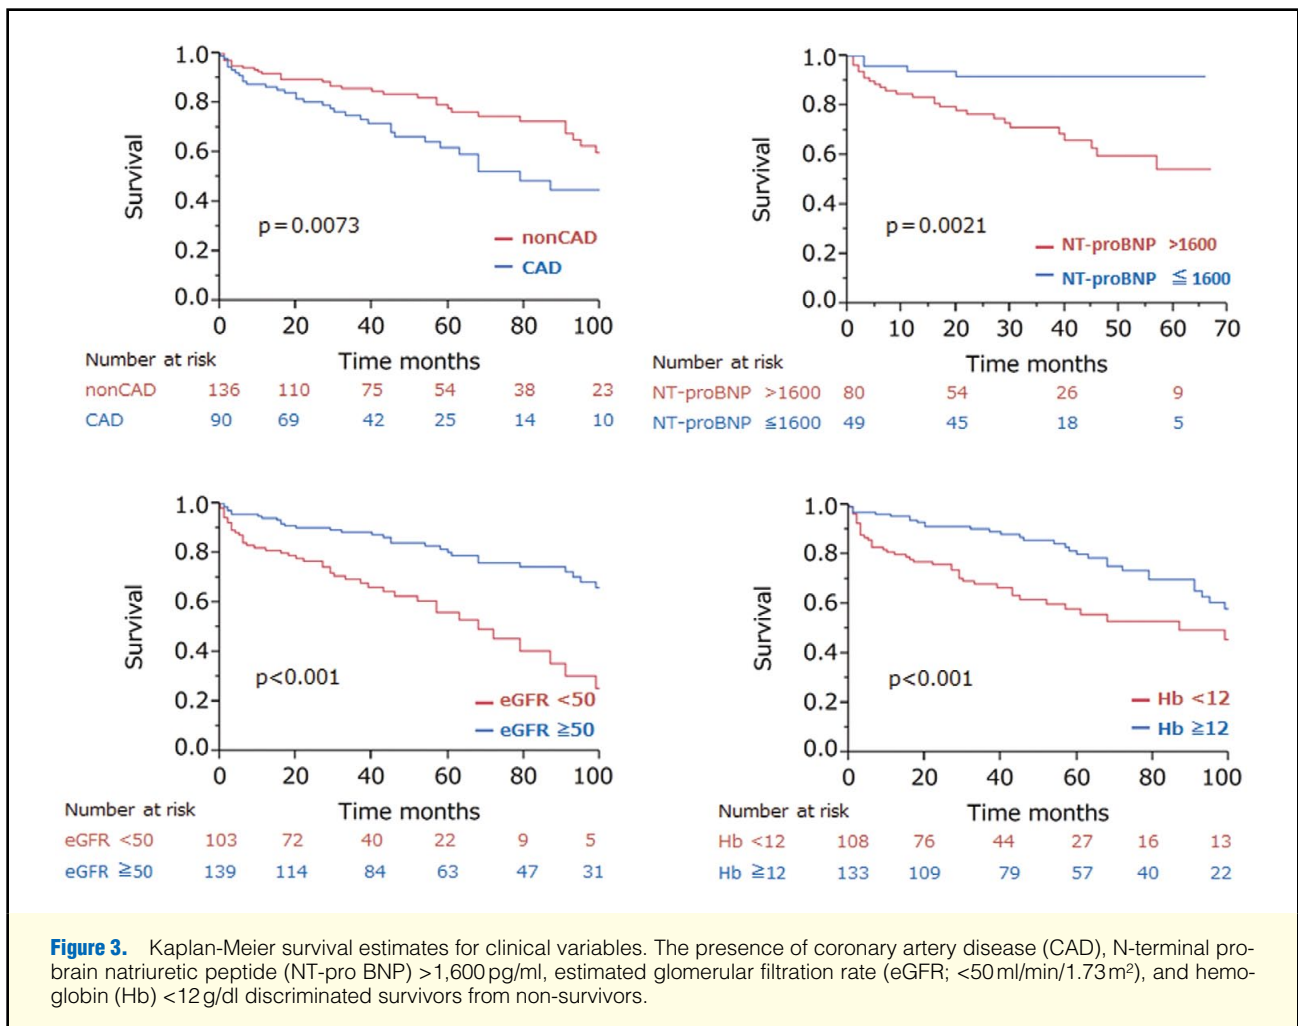 1.0
0.8
0.6
0.4
0.2
0.0
Survival
p=0.0073
nonCAD
CAD
0 20 40 60 80 100
Number at risk Time months
nonCAD 136 110 75 54 38 23
CAD 90 69 42 25 14 10
1.0
0.8
0.6
0.4
0.2
0.0
Survival
p=0.0021
NT-proBNP >1600
NT-proBNP ≦1600
0 10 20 30 40 50 60 70
Number at risk Time months
NT-proBNP >1600 80 54 26 9
NT-proBNP ≦1600 49 45 18 5
1.0
0.8
0.6
0.4
0.2
0.0
Survival
p<0.001
eGFR <50
eGFR ≧50
0 20 40 60 80 100
Number at risk Time months
eGFR <50 103 72 40 22 9 5
eGFR ≧50 139 114 84 63 47 31
1.0
0.8
0.6
0.4
0.2
0.0
Survival
p<0.001
Hb <12
Hb ≧12
0 20 40 60 80 100
Number at risk Time months
Hb <12 108 76 44 27 16 13
Hb ≧12 133 109 79 57 40 22
Figure 3. Kaplan-Meier survival estimates for clinical variables. The presence of coronary artery disease (CAD), N-terminal pro-
brain natriuretic peptide (NT-pro BNP) >1,600 pg/ml, estimated glomerular filtration rate (eGFR; <50 ml/min/1.73 m²), and hemo-
globin (Hb) <12 g/dl discriminated survivors from non-survivors.